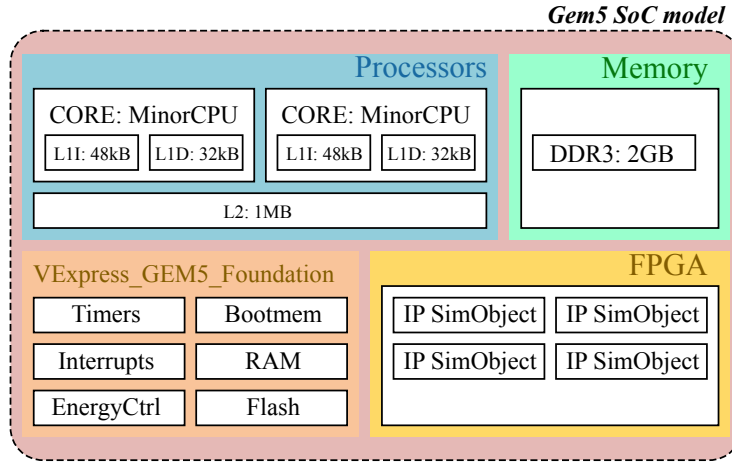 Gem5 SoC model
Processors
CORE: MinorCPU
L1I: 48kB
L1D: 32kB
CORE: MinorCPU
L1I: 48kB
L1D: 32kB
L2: 1MB
Memory
DDR3: 2GB
VExpress_GEM5_Foundation
Timers
Bootmem
Interrupts
RAM
EnergyCtrl
Flash
FPGA
IP SimObject
IP SimObject
IP SimObject
IP SimObject